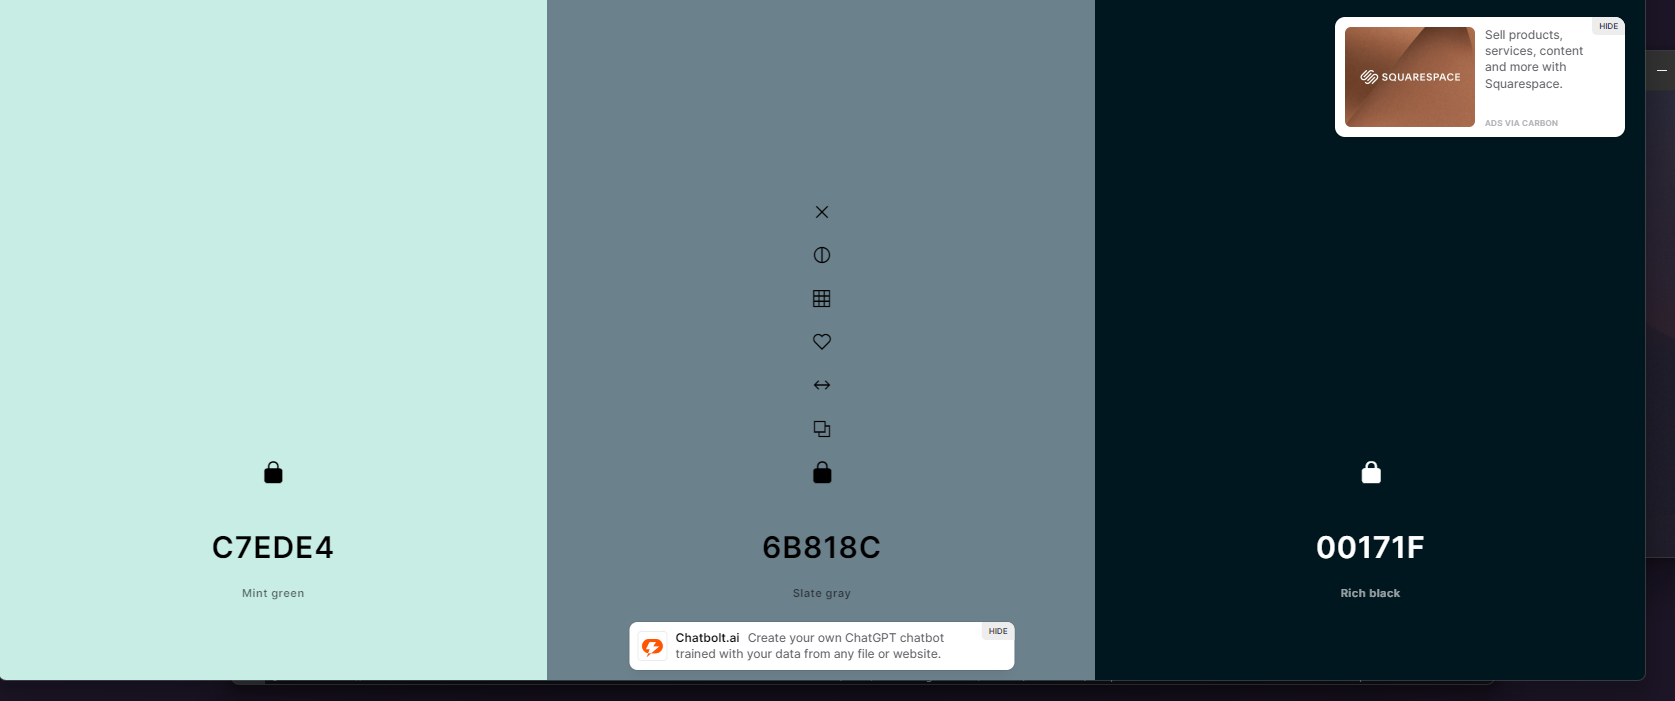 HIDE
Sell products,
services, content
and more with
Squarespace.
SQUARESPACE
ADS VIA CARBON
C7EDE4
6B818C
00171F
Mint green
Slate gray
Rich black
HIDE
Chatbolt.ai Create your own ChatGPT chatbot
trained with your data from any file or website.